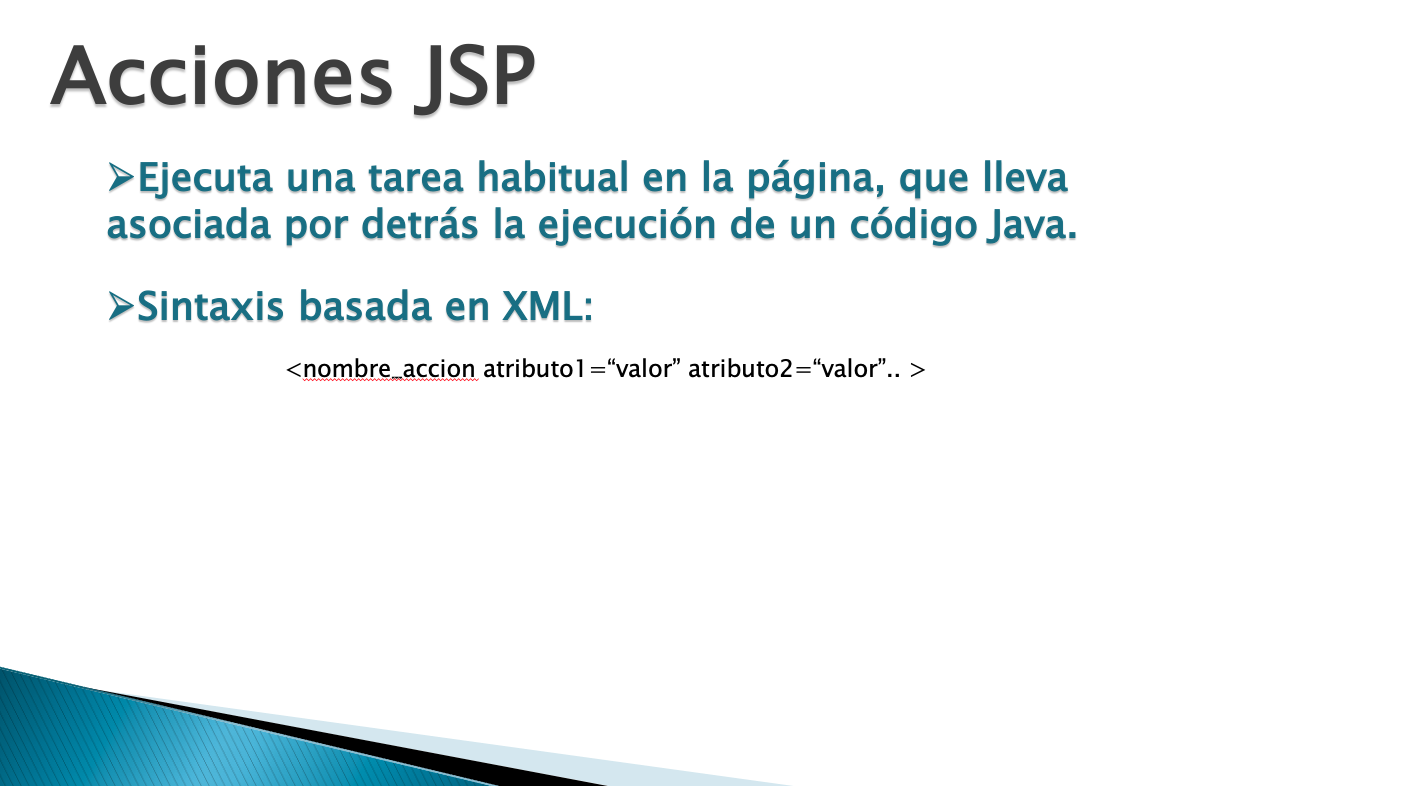 Acciones JSP
➢Ejecuta una tarea habitual en la página, que lleva
asociada por detrás la ejecución de un código Java.
➢Sintaxis basada en XML:
<nombre_accion atributo1=“valor” atributo2=“valor”.. >